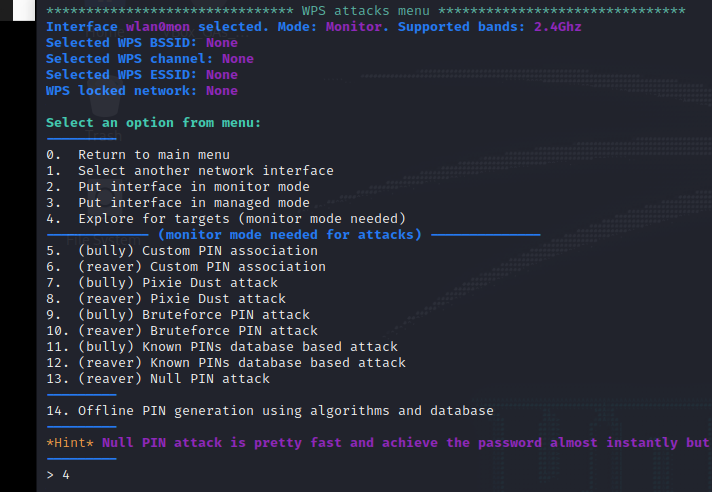 ****************************** WPS attacks menu ******************************
Interface wlan0mon selected. Mode: Monitor. Supported bands: 2.4Ghz
Selected WPS BSSID: None
Selected WPS channel: None
Selected WPS ESSID: None
WPS locked network: None
Select an option from menu:
0. Return to main menu
1. Select another network interface
2. Put interface in monitor mode
3. Put interface in managed mode
4. Explore for targets (monitor mode needed)
(monitor mode needed for attacks)
5. (bully) Custom PIN association
6. (reaver) Custom PIN association
7. (bully) Pixie Dust attack
8. (reaver) Pixie Dust attack
9. (bully) Bruteforce PIN attack
10. (reaver) Bruteforce PIN attack
11. (bully) Known PINs database based attack
12. (reaver) Known PINs database based attack
13. (reaver) Null PIN attack
14. Offline PIN generation using algorithms and database
*Hint* Null PIN attack is pretty fast and achieve the password almost instantly but
> 4